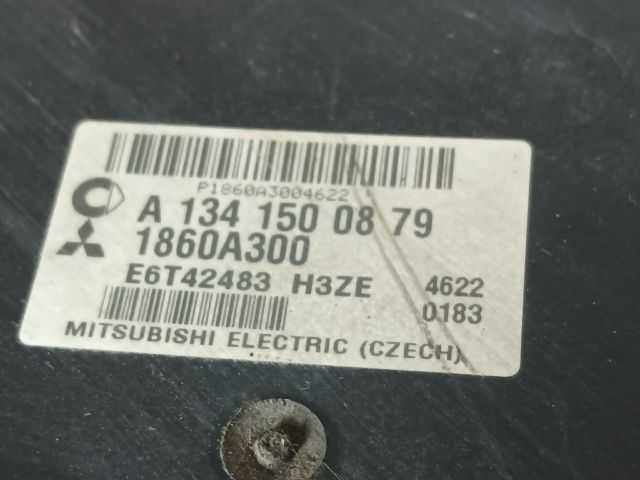 P1860A3004622
A 134 150 08 79
1860A300
E6T42483 H3ZE 4622
0183
MITSUBISHI ELECTRIC (CZECH)